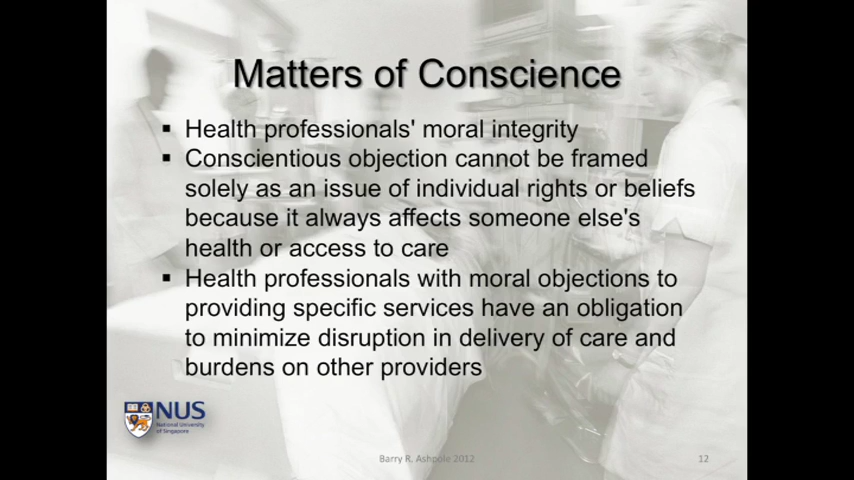 Matters of Conscience
▪ Health professionals' moral integrity
▪ Conscientious objection cannot be framed
solely as an issue of individual rights or beliefs
because it always affects someone else's
health or access to care
▪ Health professionals with moral objections to
providing specific services have an obligation
to minimize disruption in delivery of care and
burdens on other providers
NUS
National University
of Singapore
Barry R. Ashpole 2012
12